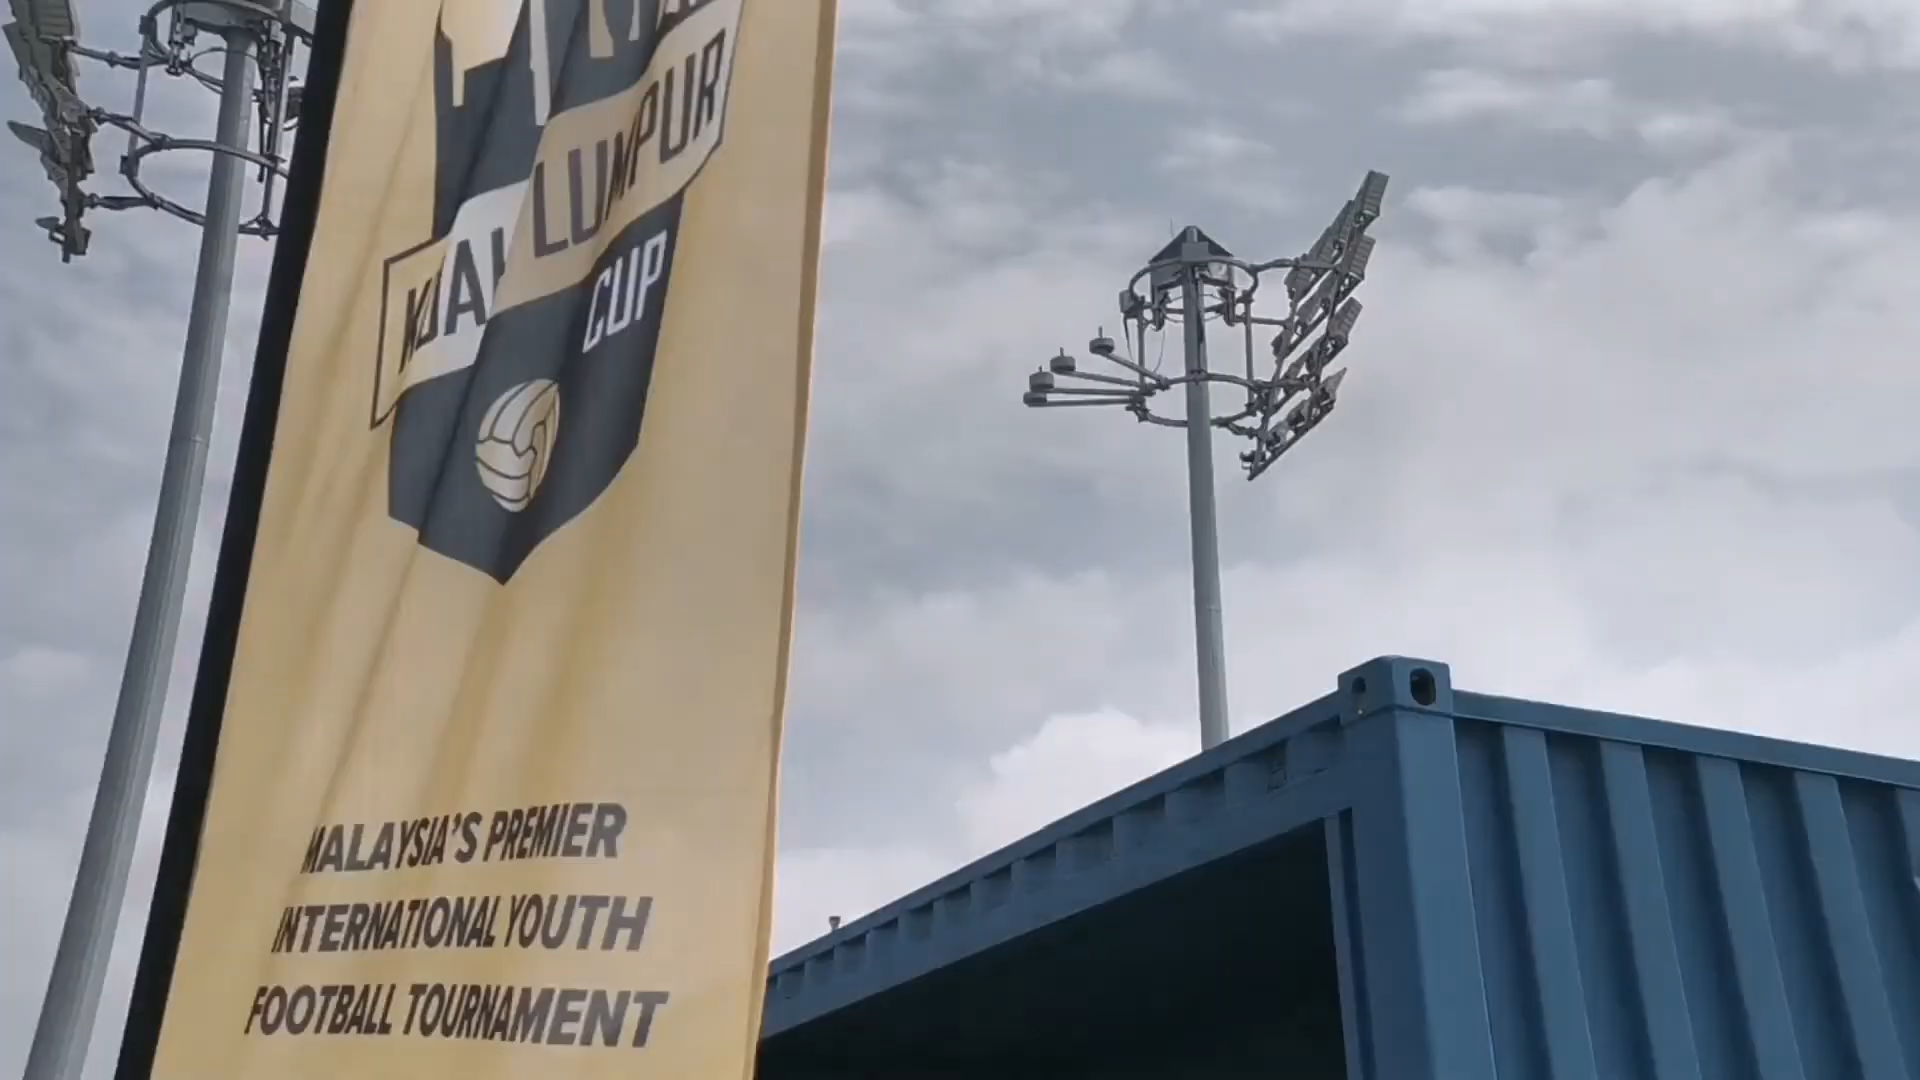 LUMPUR
CUP
MALAYSIA'S PREMIER
INTERNATIONAL YOUTH
FOOTBALL TOURNAMENT